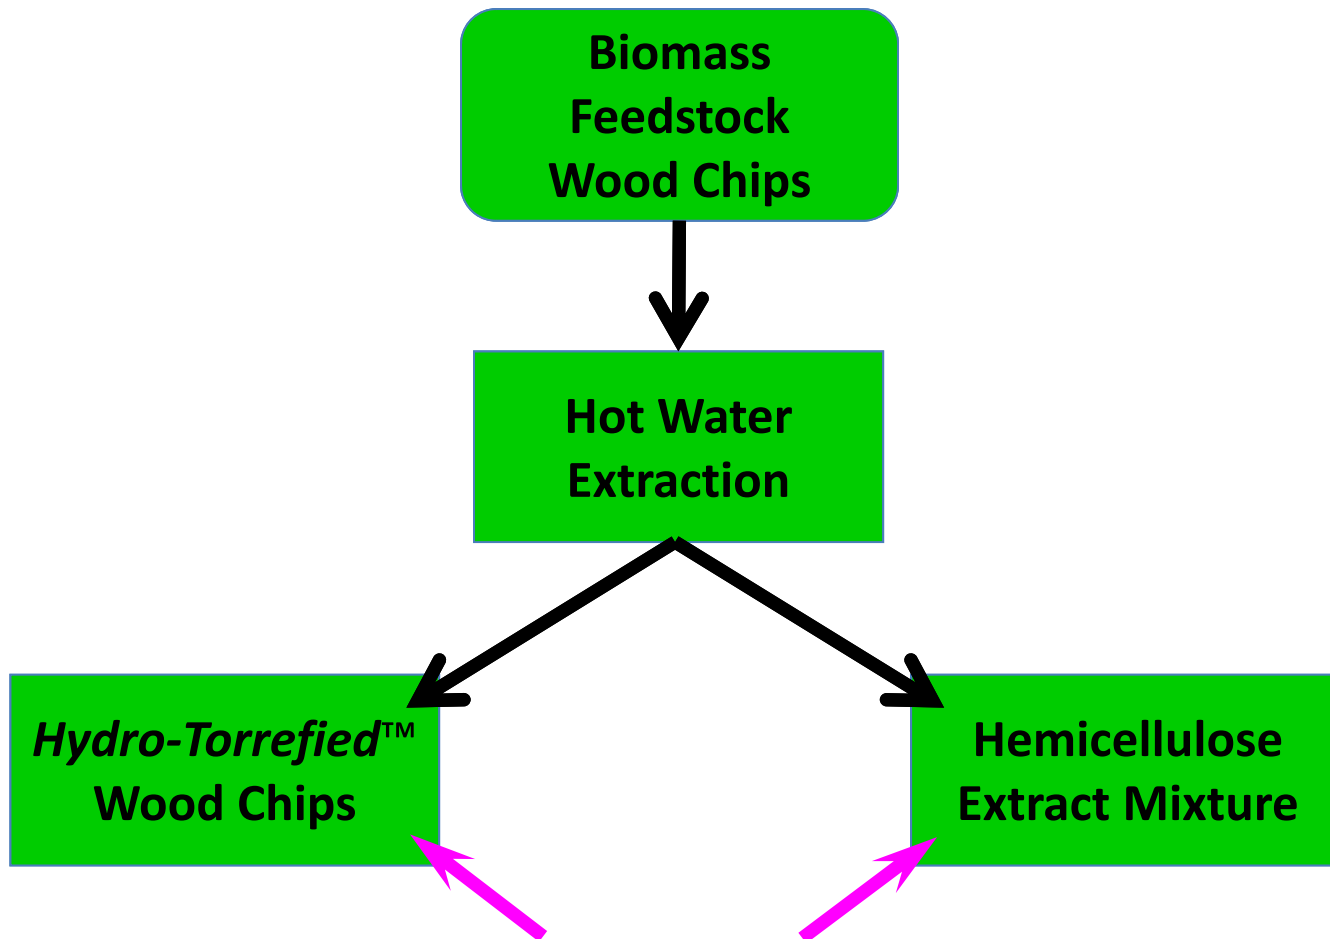 Biomass
Feedstock
Wood Chips
Hot Water
Extraction
Hydro-Torrefied™
Wood Chips
Hemicellulose
Extract Mixture